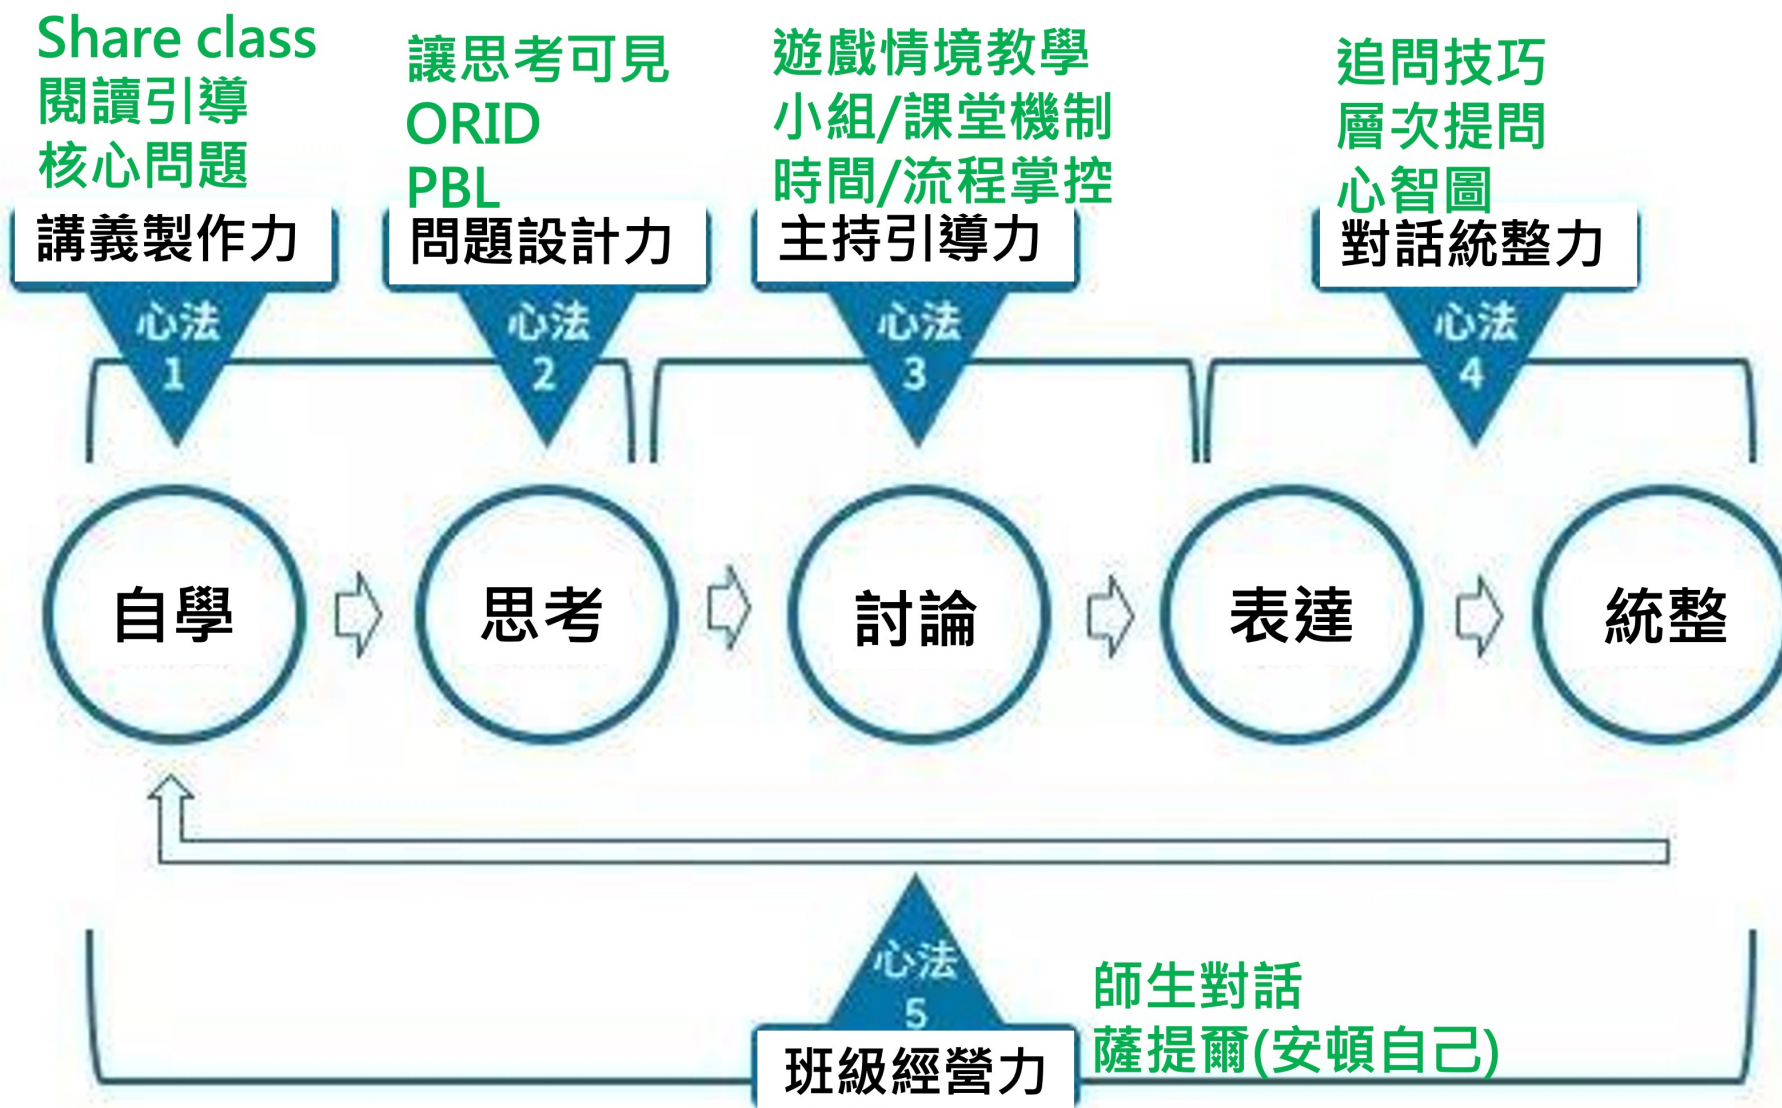 Share class
閱讀引導
核心問題
講義製作力
心法
1
讓思考可見
ORID
PBL
問題設計力
心法
2
遊戲情境教學
小組/課堂機制
時間/流程掌控
主持引導力
心法
3
追問技巧
層次提問
心智圖
對話統整力
心法
4
自學
思考
討論
表達
統整
心法
5
班級經營力
師生對話
薩提爾(安頓自己)